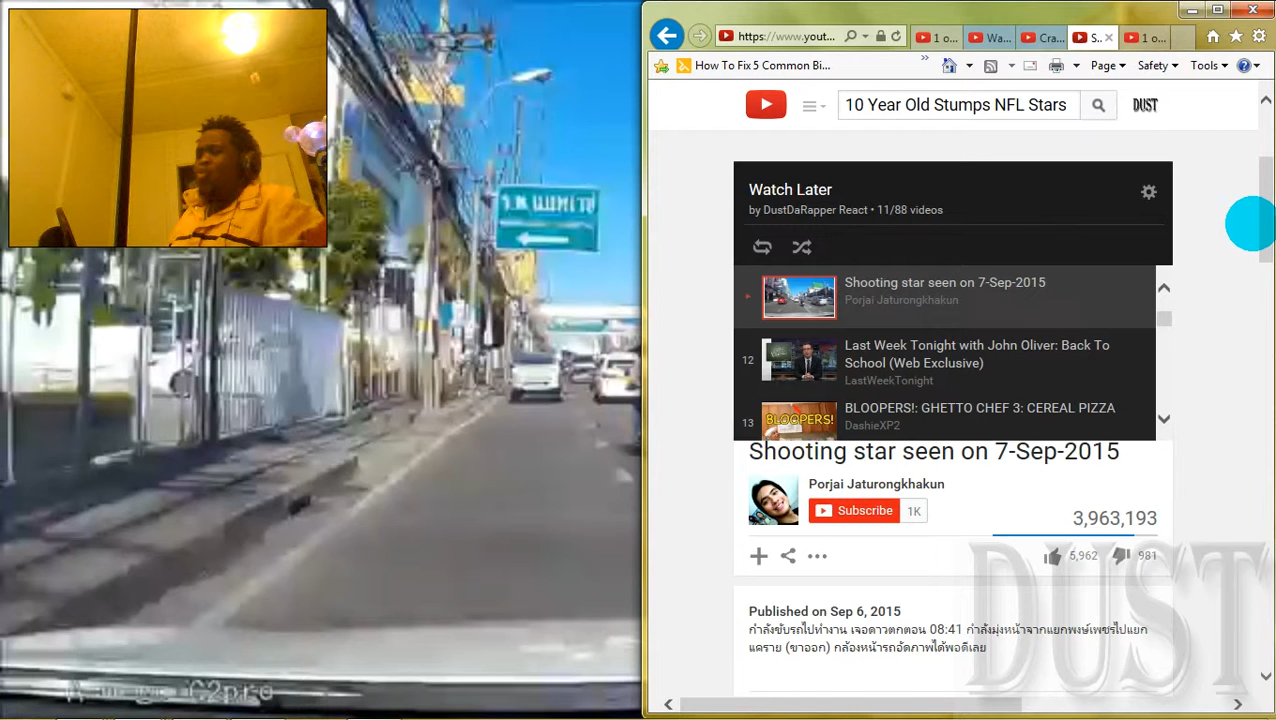 https://www.yout...
1 o...
Wa...
Cra...
S...
1 o...
How To Fix 5 Common Bi...
»
Page
Safety
Tools
10 Year Old Stumps NFL Stars
DUST
Watch Later
by DustDaRapper React • 11/88 videos
Shooting star seen on 7-Sep-2015
Porjai Jaturongkhakun
12
Last Week Tonight with John Oliver: Back To
School (Web Exclusive)
LastWeekTonight
13
BLOOPERS!
BLOOPERS!: GHETTO CHEF 3: CEREAL PIZZA
DashieXP2
Shooting star seen on 7-Sep-2015
Porjai Jaturongkhakun
Subscribe
1K
3,963,193
5,962
981
Published on Sep 6, 2015
กำลังขับรถไปทำงาน เจอดาวตกตอน 08:41 กำลังมุ่งหน้าจากแยกพงษ์เพชรไปแยก
แคราย (ขาออก) กล้องหน้ารถอัดภาพได้พอดีเลย
DUST